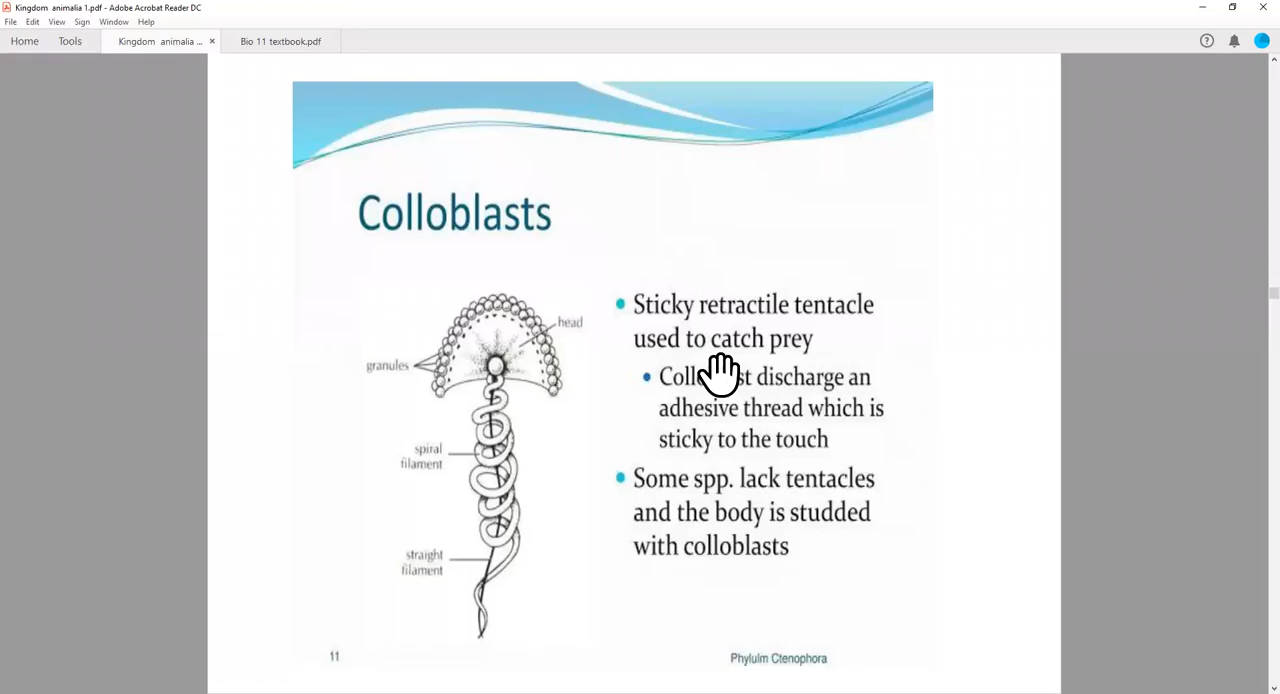 Kingdom animalia 1.pdf - Adobe Acrobat Reader DC
File Edit View Sign Window Help
Home Tools Kingdom animalia ... × Bio 11 textbook.pdf
Colloblasts
head
granules
spiral
filament
straight
filament
Sticky retractile tentacle
used to catch prey
discharge an
adhesive thread which is
sticky to the touch
Some spp. lack tentacles
and the body is studded
with colloblasts
11
Phylulm Ctenophora